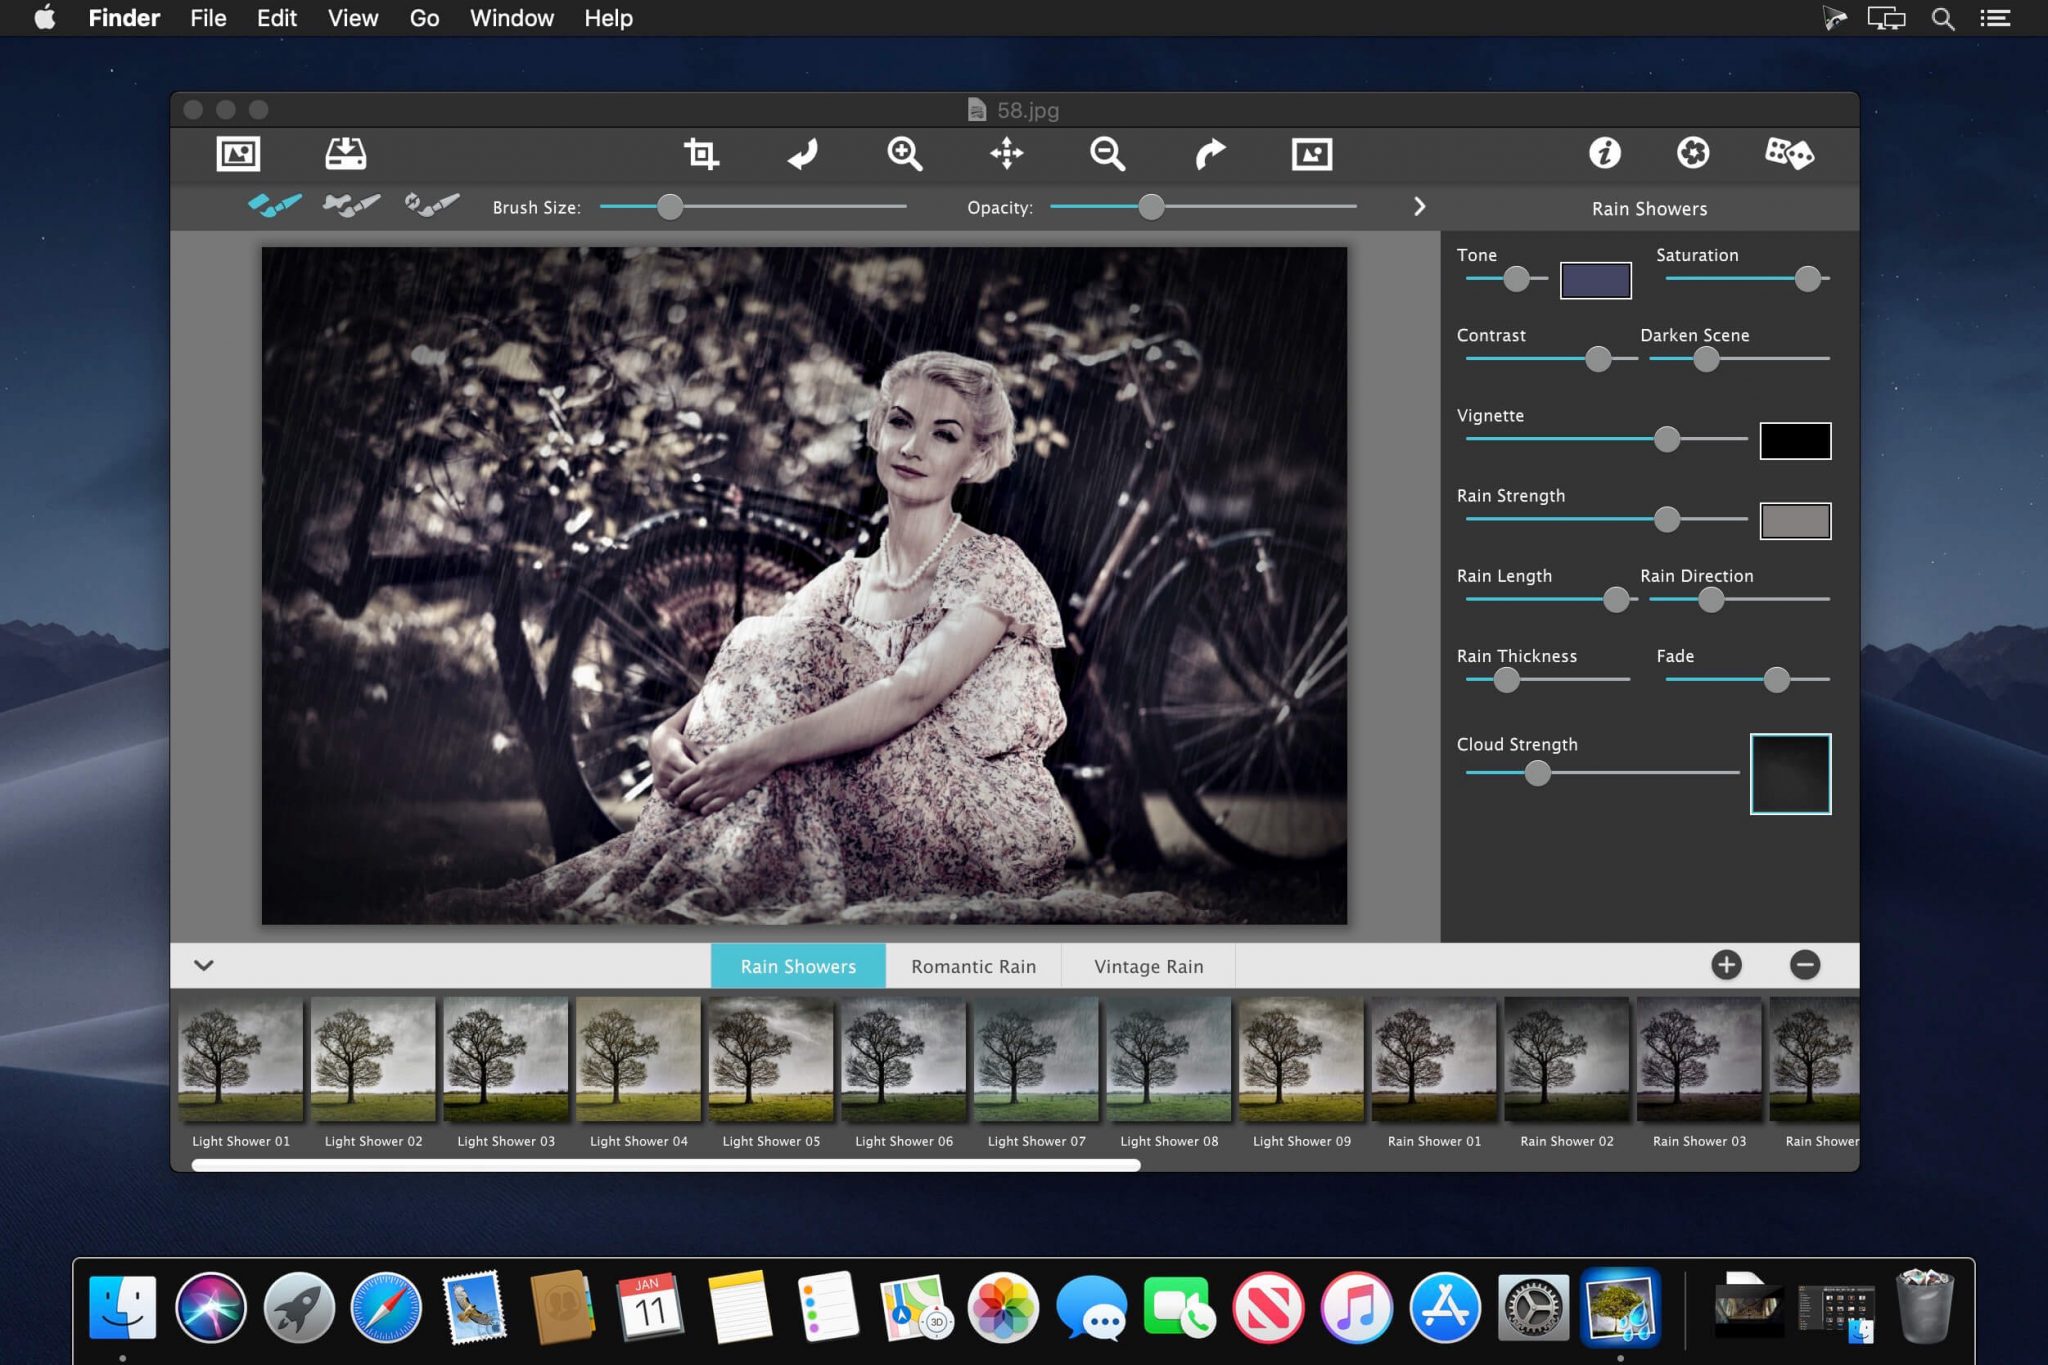 Finder File Edit View Go Window Help
58.jpg
Brush Size: Opacity: Rain Showers
Tone Saturation
Contrast Darken Scene
Vignette
Rain Strength
Rain Length Rain Direction
Rain Thickness Fade
Cloud Strength
Rain Showers Romantic Rain Vintage Rain
Light Shower 01 Light Shower 02 Light Shower 03 Light Shower 04 Light Shower 05 Light Shower 06 Light Shower 07 Light Shower 08 Light Shower 09 Rain Shower 01 Rain Shower 02 Rain Shower 03 Rain Shower
JAN
11
3D